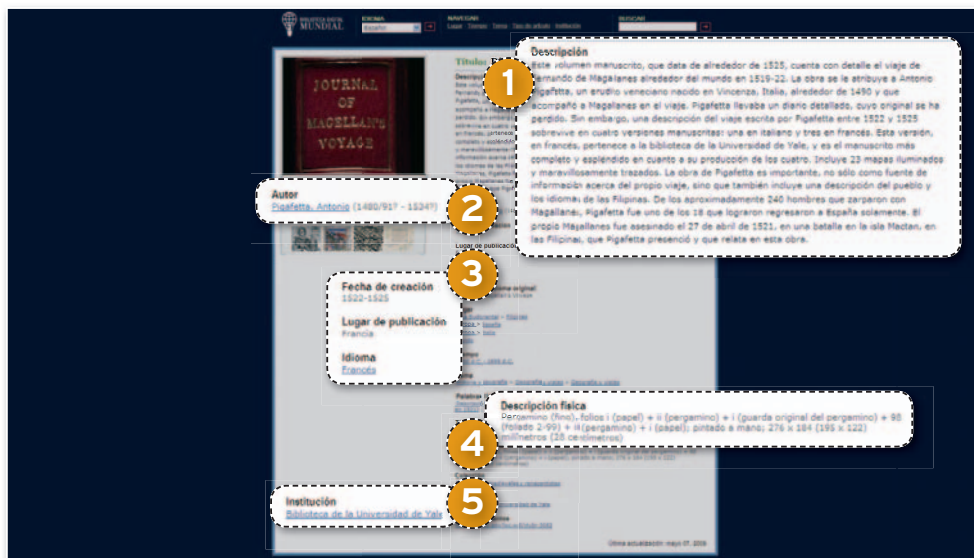 BIBLIOTECA DIGITAL
MUNDIAL
IDIOMA
Español
NAVEGAR
Lugar Tiempo Tema Tipo de artículo Institución
BUSCAR
JOURNAL
OF
MAGELLAN'S
VOYAGE
Título:
1
Descripción
Este volumen manuscrito, que data de alrededor de 1525, cuenta con detalle el viaje de
Fernando de Magallanes alrededor del mundo en 1519-22. La obra se le atribuye a Antonio
Pigafetta, un erudito veneciano nacido en Vincenza, Italia, alrededor de 1490 y que
acompañó a Magallanes en el viaje. Pigafetta llevaba un diario detallado, cuyo original se ha
perdido. Sin embargo, una descripción del viaje escrita por Pigafetta entre 1522 y 1525
sobrevive en cuatro versiones manuscritas: una en italiano y tres en francés. Esta versión,
en francés, pertenece a la biblioteca de la Universidad de Yale, y es el manuscrito más
completo y espléndido en cuanto a su producción de los cuatro. Incluye 23 mapas iluminados
y maravillosamente trazados. La obra de Pigafetta es importante, no sólo como fuente de
información acerca del propio viaje, sino que también incluye una descripción del pueblo y
los idiomas de las Filipinas. De los aproximadamente 240 hombres que zarparon con
Magallanes, Pigafetta fue uno de los 18 que lograron regresaron a España solamente. El
propio Magallanes fue asesinado el 27 de abril de 1521, en una batalla en la isla Mactan, en
las Filipinas, que Pigafetta presenció y que relata en esta obra.
Autor
Pigafetta, Antonio (1480/91? - 1534?)
2
Lugar de publicación
3
Fecha de creación
1522-1525
Lugar de publicación
Francia
Idioma
Francés
Descripción física
Pergamino (fino), folios i (papel) + ii (pergamino) + i (guarda original del pergamino) + 98
(foliado 2-99) + ii (pergamino) + i (papel); pintado a mano; 276 x 184 (195 x 122)
milímetros (28 centímetros)
4
Institución
Biblioteca de la Universidad de Yale
5
Última actualización: mayo 07, 2009